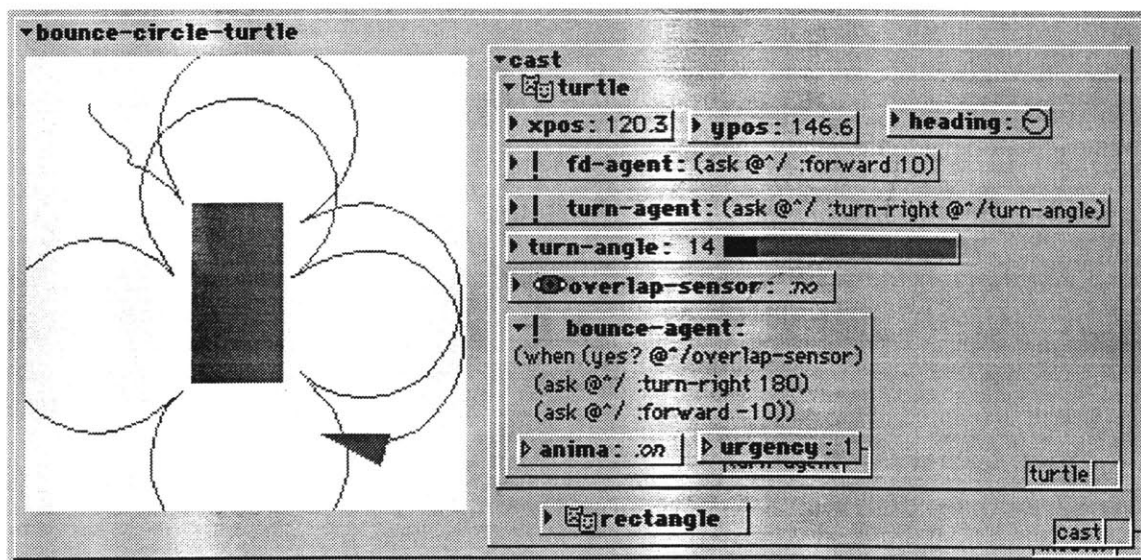 bounce-circle-turtle
cast
turtle
xpos: 120.3 ypos: 146.6 heading:
fd-agent: (ask @^/ :forward 10)
turn-agent: (ask @^/ :turn-right @^/turn-angle)
turn-angle: 14
overlap-sensor: :no
bounce-agent:
(when (yes? @^/overlap-sensor)
(ask @^/ :turn-right 180)
(ask @^/ :forward -10))
anima: :on urgency: 1
turn-agent
turtle
rectangle
cast